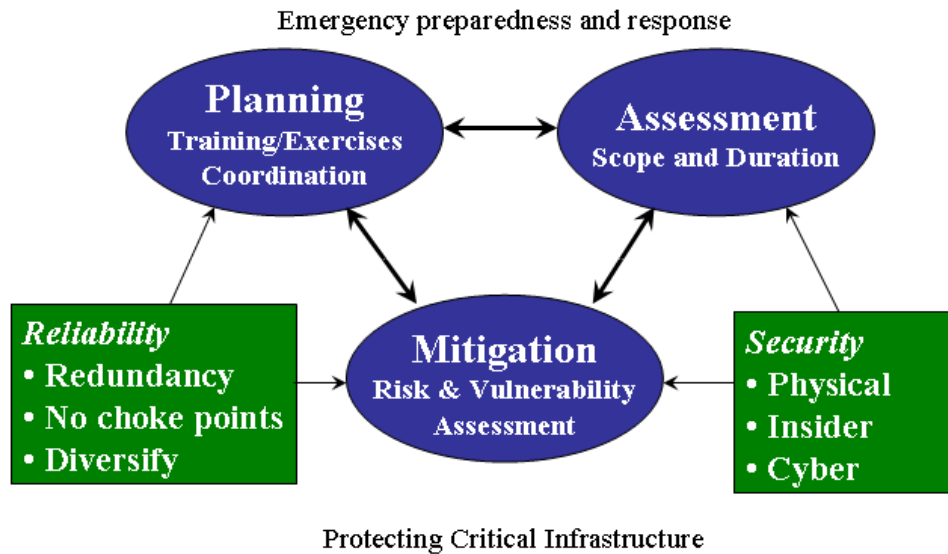 Emergency preparedness and response
Planning
Training/Exercises
Coordination
Assessment
Scope and Duration
Reliability
• Redundancy
• No choke points
• Diversify
Mitigation
Risk & Vulnerability
Assessment
Security
• Physical
• Insider
• Cyber
Protecting Critical Infrastructure